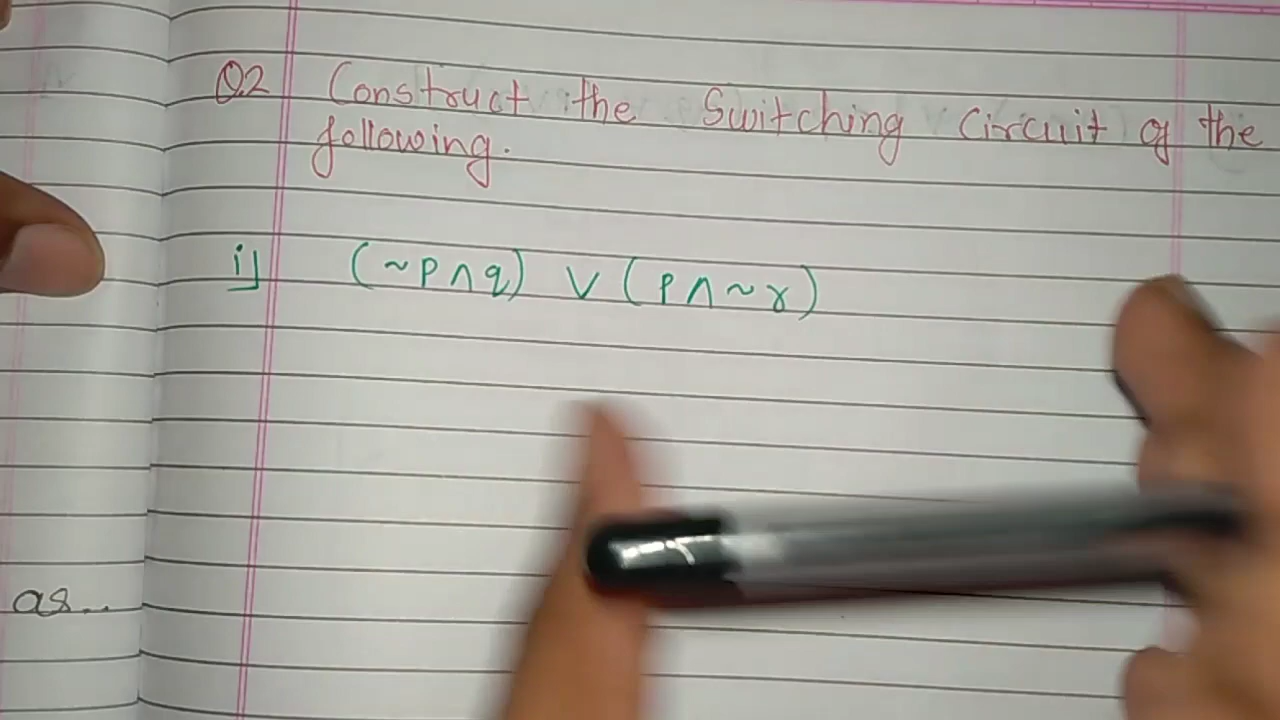 Q2 Construct the Switching Circuit of the
following.
i) (~p∧q) ∨ (p∧~r)
as...